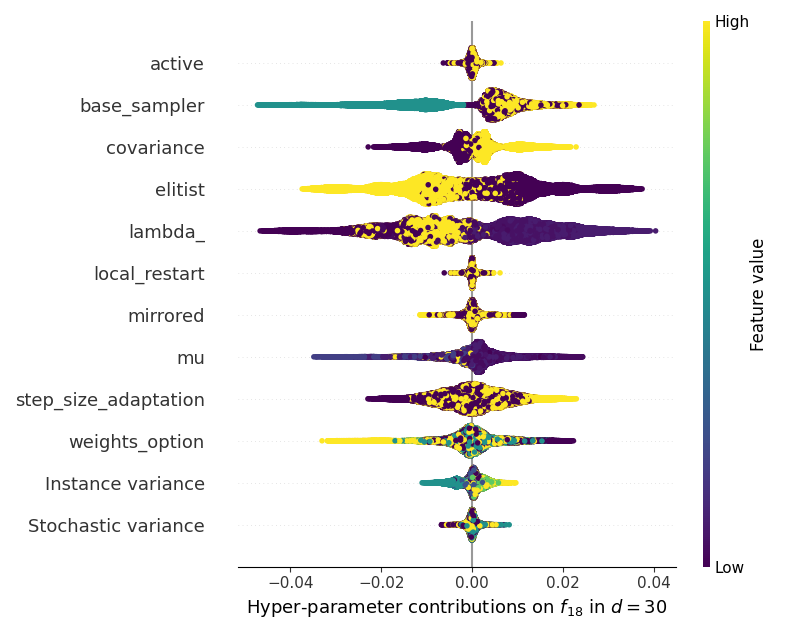 High
active
base_sampler
covariance
elitist
lambda_
local_restart
mirrored
mu
step_size_adaptation
weights_option
Instance variance
Stochastic variance
Feature value
Low
−0.04 −0.02 0.00 0.02 0.04
Hyper-parameter contributions on f₁₈ in d = 30